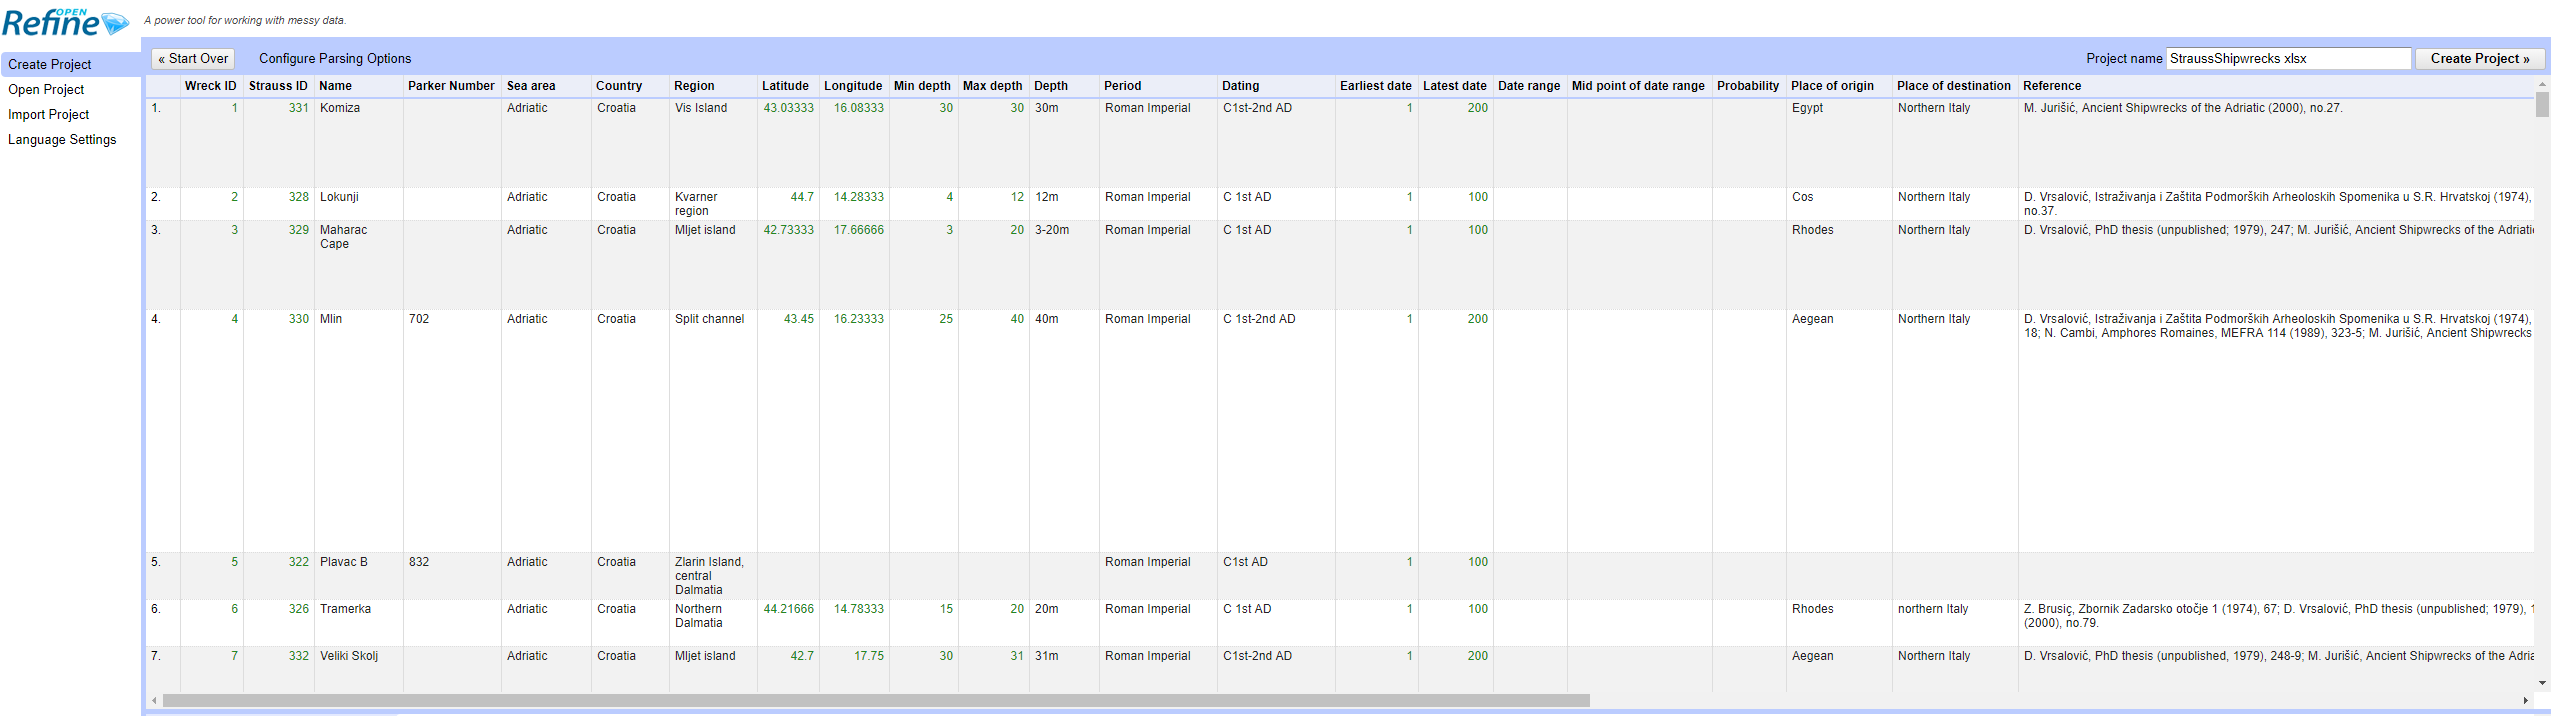 OPEN
Refine
A power tool for working with messy data.
Create Project
Open Project
Import Project
Language Settings
« Start Over Configure Parsing Options Project name StraussShipwrecks xlsx Create Project »
Wreck ID Strauss ID Name Parker Number Sea area Country Region Latitude Longitude Min depth Max depth Depth Period Dating Earliest date Latest date Date range Mid point of date range Probability Place of origin Place of destination Reference
1. 1 331 Komiza Adriatic Croatia Vis Island 43.03333 16.08333 30 30 30m Roman Imperial C1st-2nd AD 1 200 Egypt Northern Italy M. Jurišić, Ancient Shipwrecks of the Adriatic (2000), no.27.
2. 2 328 Lokunji Adriatic Croatia Kvarner 44.7 14.28333 4 12 12m Roman Imperial C 1st AD 1 100 Cos Northern Italy D. Vrsalović, Istraživanja i Zaštita Podmorških Arheoloskih Spomenika u S.R. Hrvatskoj (1974),
region no.37.
3. 3 329 Maharac Adriatic Croatia Mljet island 42.73333 17.66666 3 20 3-20m Roman Imperial C 1st AD 1 100 Rhodes Northern Italy D. Vrsalović, PhD thesis (unpublished; 1979), 247; M. Jurišić, Ancient Shipwrecks of the Adriati
Cape
4. 4 330 Mlin 702 Adriatic Croatia Split channel 43.45 16.23333 25 40 40m Roman Imperial C 1st-2nd AD 1 200 Aegean Northern Italy D. Vrsalović, Istraživanja i Zaštita Podmorških Arheoloskih Spomenika u S.R. Hrvatskoj (1974),
18; N. Cambi, Amphores Romaines, MEFRA 114 (1989), 323-5; M. Jurišić, Ancient Shipwrecks
5. 5 322 Plavac B 832 Adriatic Croatia Zlarin Island, Roman Imperial C1st AD 1 100
central
Dalmatia
6. 6 326 Tramerka Adriatic Croatia Northern 44.21666 14.78333 15 20 20m Roman Imperial C 1st AD 1 100 Rhodes northern Italy Z. Brusiç, Zbornik Zadarsko otočje 1 (1974), 67; D. Vrsalović, PhD thesis (unpublished; 1979), 1
Dalmatia (2000), no.79.
7. 7 332 Veliki Skolj Adriatic Croatia Mljet island 42.7 17.75 30 31 31m Roman Imperial C1st-2nd AD 1 200 Aegean Northern Italy D. Vrsalović, PhD thesis (unpublished, 1979), 248-9; M. Jurišić, Ancient Shipwrecks of the Adria